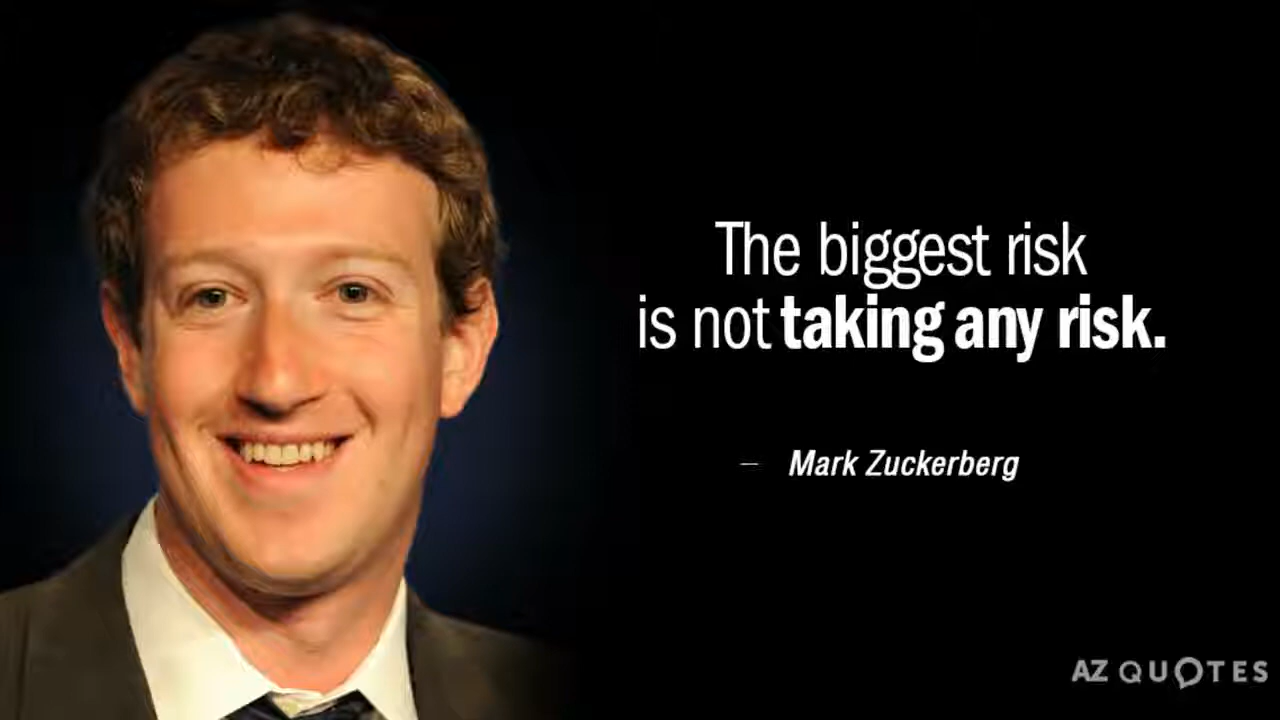 The biggest risk
is not taking any risk.
– Mark Zuckerberg
AZ QUOTES